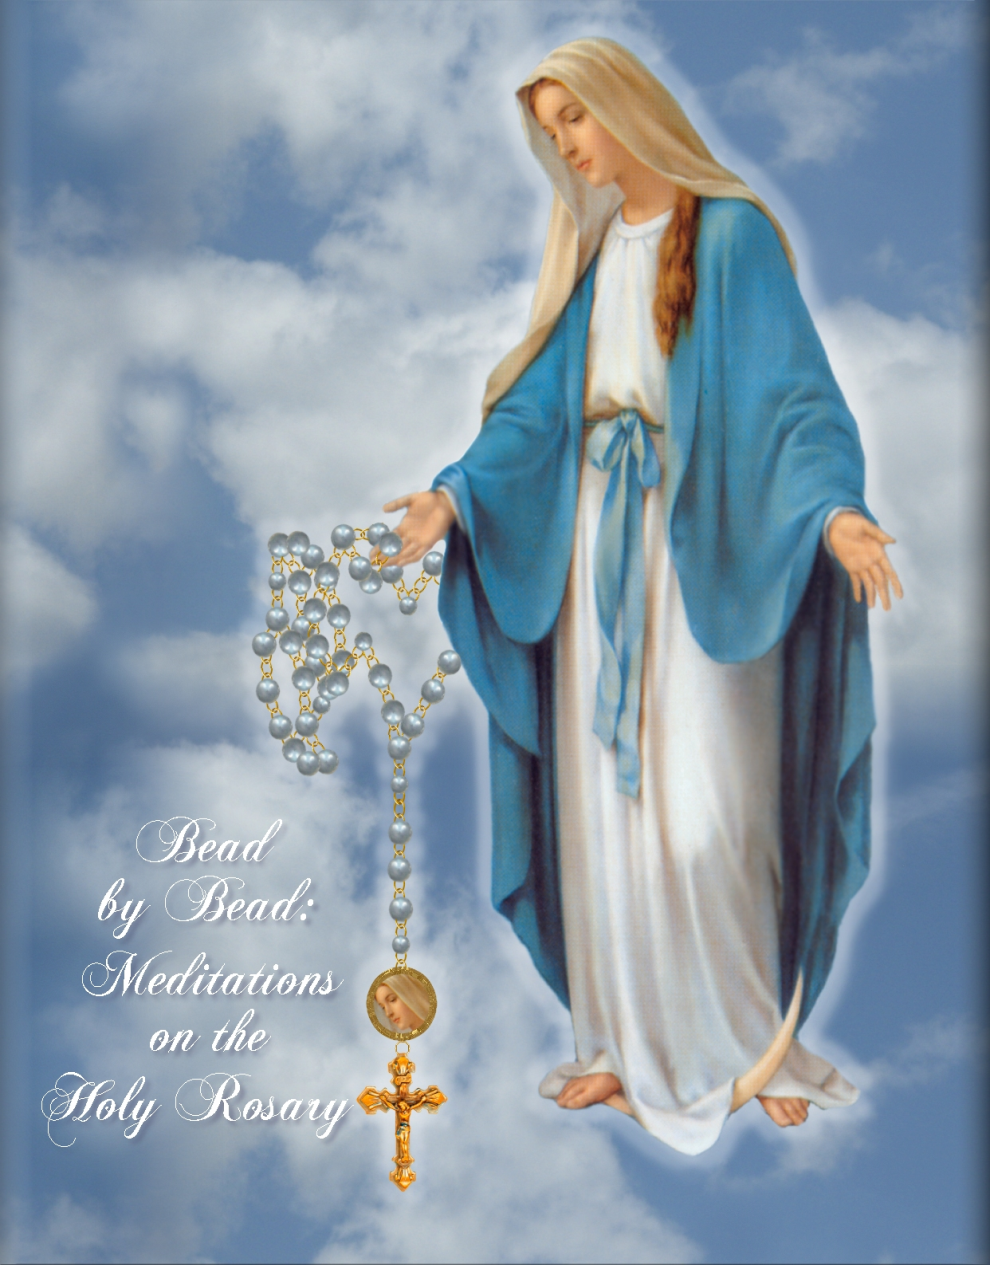 Bead
by Bead:
Meditations
on the
Holy Rosary